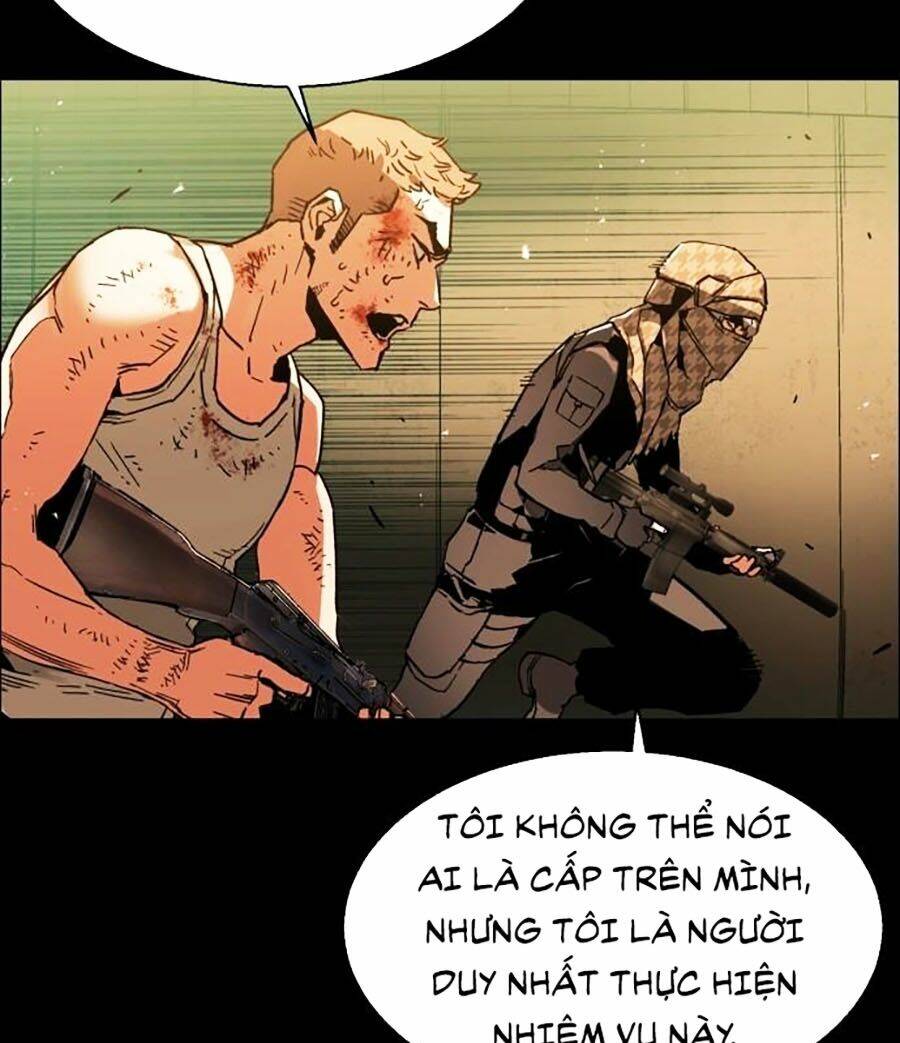 TÔI KHÔNG THỂ NÓI
AI LÀ CẤP TRÊN MÌNH,
NHƯNG TÔI LÀ NGƯỜI
DUY NHẤT THỰC HIỆN
NHIỆM VỤ NÀY.